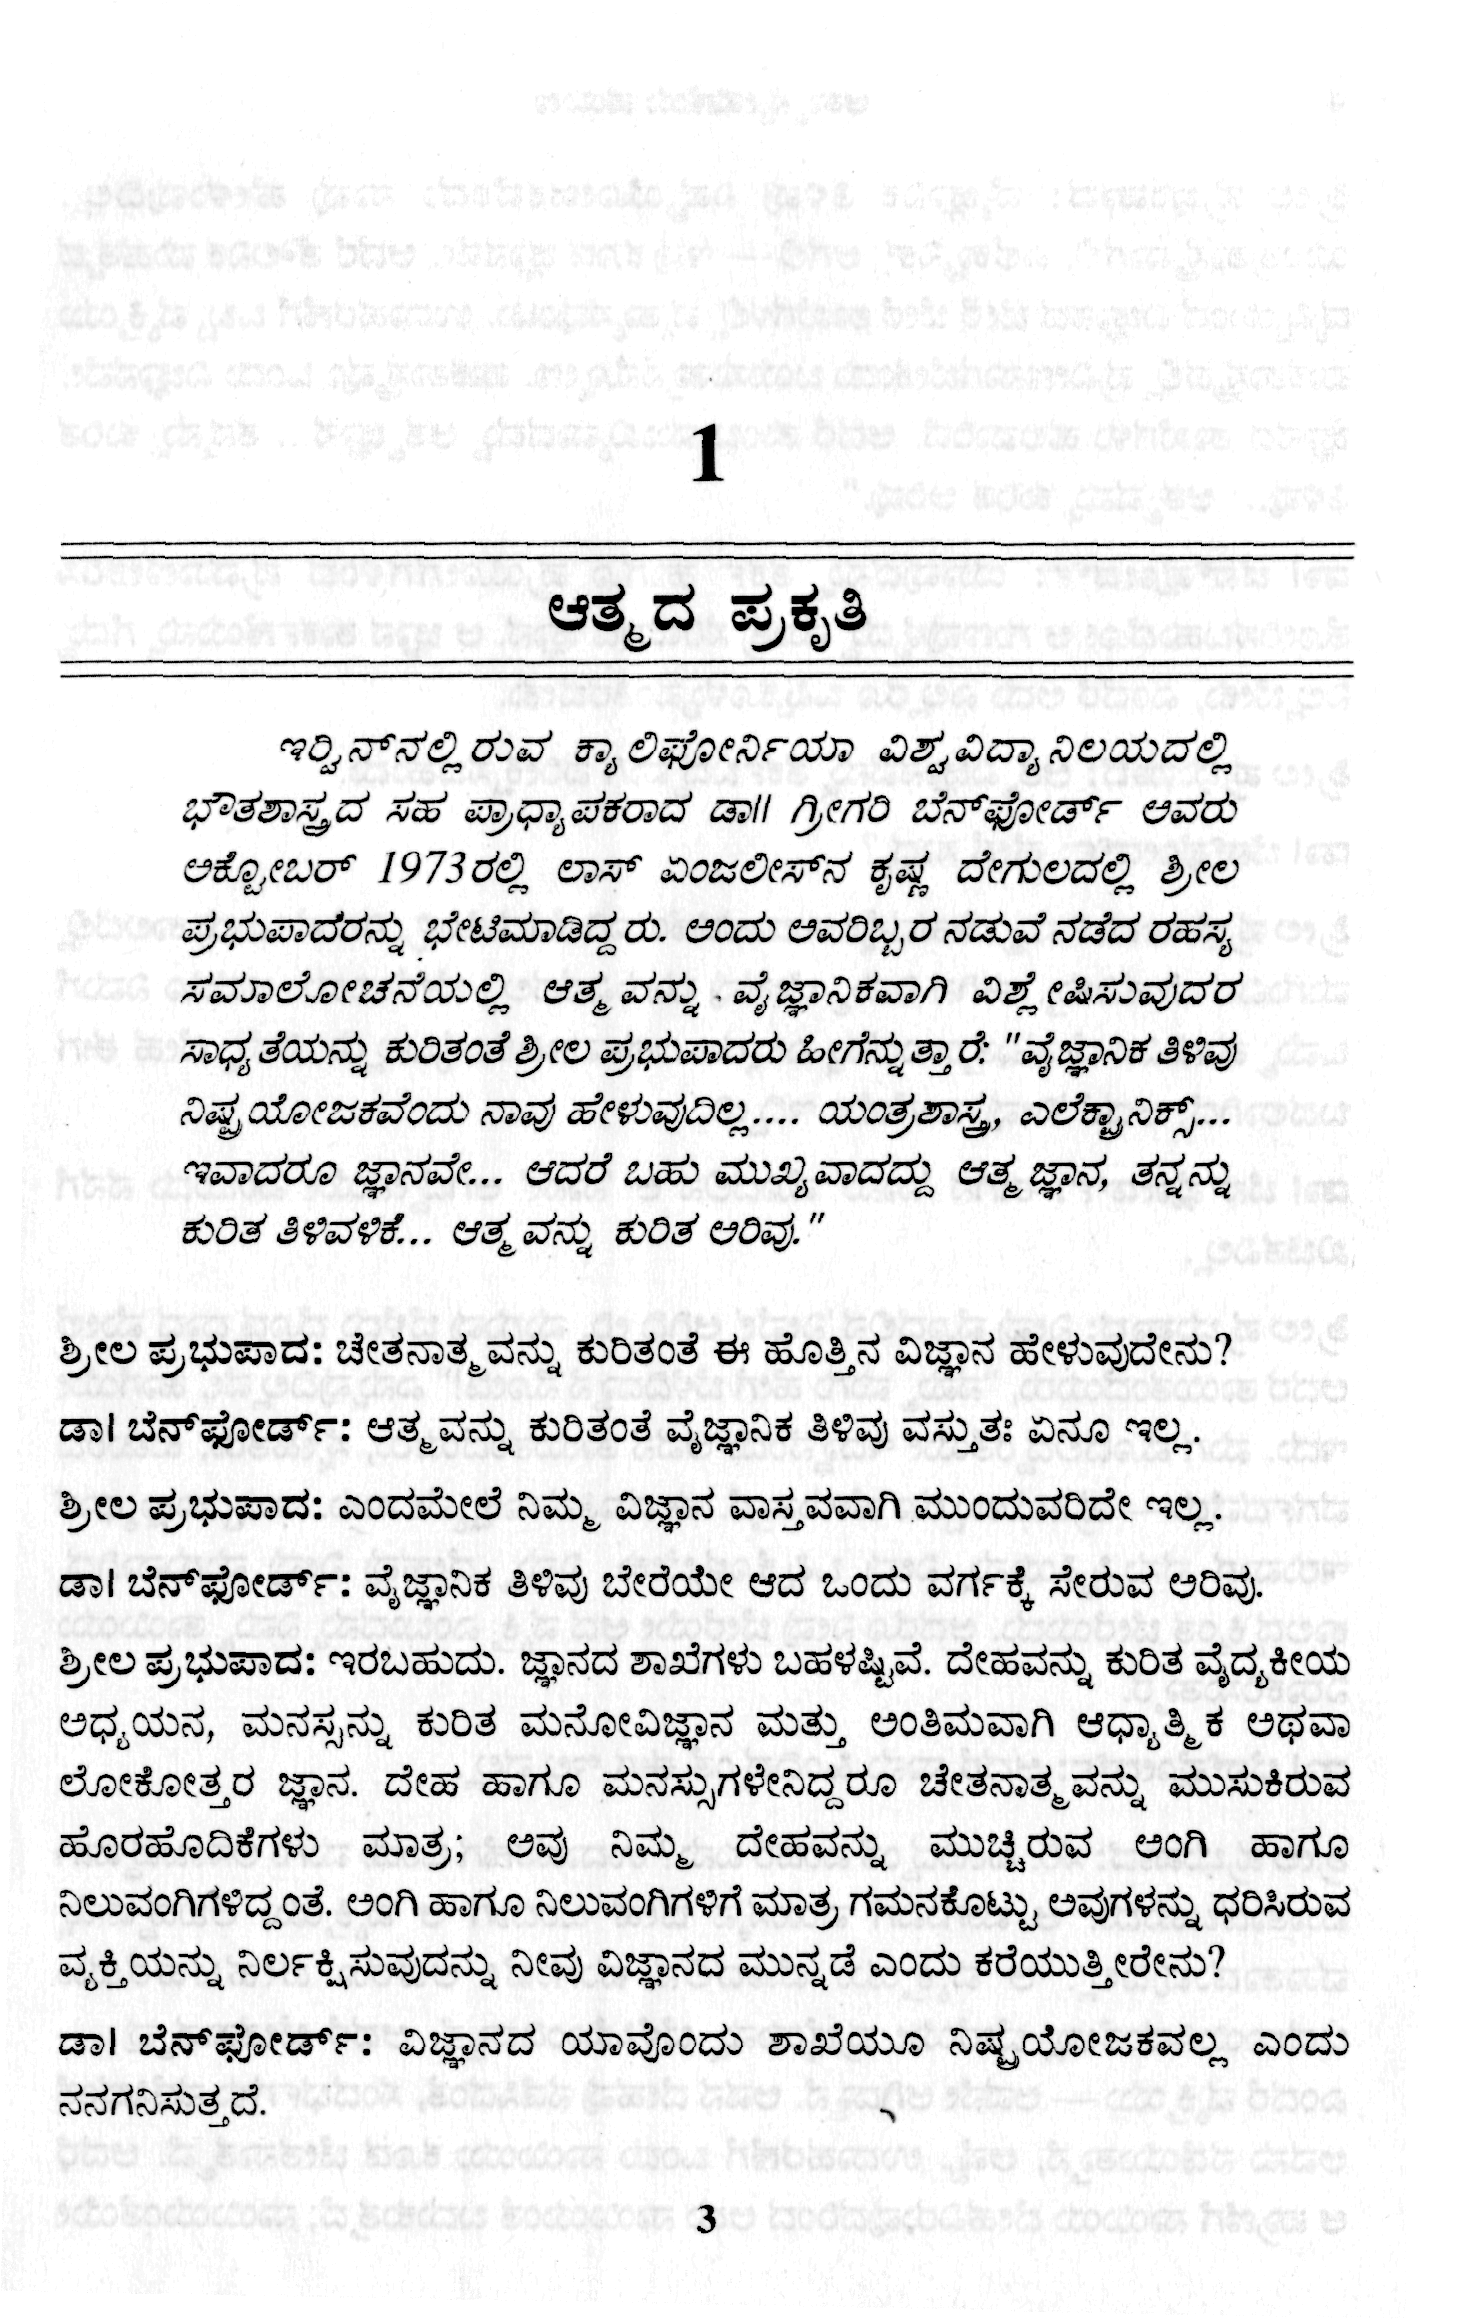 1
ಆತ್ಮದ ಪ್ರಕೃತಿ
ಇರ‍್ವಿನ್‌ನಲ್ಲಿರುವ ಕ್ಯಾಲಿಫೋರ್ನಿಯಾ ವಿಶ್ವವಿದ್ಯಾನಿಲಯದಲ್ಲಿ
ಭೌತಶಾಸ್ತ್ರದ ಸಹ ಪ್ರಾಧ್ಯಾಪಕರಾದ ಡಾ|| ಗ್ರೀಗರಿ ಬೆನ್‌ಫೋರ್ಡ್ ಅವರು
ಅಕ್ಟೋಬರ್ 1973ರಲ್ಲಿ ಲಾಸ್ ಏಂಜಲೀಸ್‌ನ ಕೃಷ್ಣ ದೇಗುಲದಲ್ಲಿ ಶ್ರೀಲ
ಪ್ರಭುಪಾದರನ್ನು ಭೇಟಿಮಾಡಿದ್ದರು. ಅಂದು ಅವರಿಬ್ಬರ ನಡುವೆ ನಡೆದ ರಹಸ್ಯ
ಸಮಾಲೋಚನೆಯಲ್ಲಿ ಆತ್ಮವನ್ನು ವೈಜ್ಞಾನಿಕವಾಗಿ ವಿಶ್ಲೇಷಿಸುವುದರ
ಸಾಧ್ಯತೆಯನ್ನು ಕುರಿತಂತೆ ಶ್ರೀಲ ಪ್ರಭುಪಾದರು ಹೀಗೆನ್ನುತ್ತಾರೆ: "ವೈಜ್ಞಾನಿಕ ತಿಳಿವು
ನಿಷ್ಪ್ರಯೋಜಕವೆಂದು ನಾವು ಹೇಳುವುದಿಲ್ಲ.... ಯಂತ್ರಶಾಸ್ತ್ರ, ಎಲೆಕ್ಟ್ರಾನಿಕ್ಸ್...
ಇವಾದರೂ ಜ್ಞಾನವೇ... ಆದರೆ ಬಹು ಮುಖ್ಯವಾದದ್ದು ಆತ್ಮಜ್ಞಾನ, ತನ್ನನ್ನು
ಕುರಿತ ತಿಳಿವಳಿಕೆ... ಆತ್ಮವನ್ನು ಕುರಿತ ಅರಿವು."
ಶ್ರೀಲ ಪ್ರಭುಪಾದ: ಚೇತನಾತ್ಮವನ್ನು ಕುರಿತಂತೆ ಈ ಹೊತ್ತಿನ ವಿಜ್ಞಾನ ಹೇಳುವುದೇನು?
ಡಾ| ಬೆನ್‌ಫೋರ್ಡ್: ಆತ್ಮವನ್ನು ಕುರಿತಂತೆ ವೈಜ್ಞಾನಿಕ ತಿಳಿವು ವಸ್ತುತಃ ಏನೂ ಇಲ್ಲ.
ಶ್ರೀಲ ಪ್ರಭುಪಾದ: ಎಂದಮೇಲೆ ನಿಮ್ಮ ವಿಜ್ಞಾನ ವಾಸ್ತವವಾಗಿ ಮುಂದುವರಿದೇ ಇಲ್ಲ.
ಡಾ| ಬೆನ್‌ಫೋರ್ಡ್: ವೈಜ್ಞಾನಿಕ ತಿಳಿವು ಬೇರೆಯೇ ಆದ ಒಂದು ವರ್ಗಕ್ಕೆ ಸೇರುವ ಅರಿವು.
ಶ್ರೀಲ ಪ್ರಭುಪಾದ: ಇರಬಹುದು. ಜ್ಞಾನದ ಶಾಖೆಗಳು ಬಹಳಷ್ಟಿವೆ. ದೇಹವನ್ನು ಕುರಿತ ವೈದ್ಯಕೀಯ
ಅಧ್ಯಯನ, ಮನಸ್ಸನ್ನು ಕುರಿತ ಮನೋವಿಜ್ಞಾನ ಮತ್ತು ಅಂತಿಮವಾಗಿ ಆಧ್ಯಾತ್ಮಿಕ ಅಥವಾ
ಲೋಕೋತ್ತರ ಜ್ಞಾನ. ದೇಹ ಹಾಗೂ ಮನಸ್ಸುಗಳೇನಿದ್ದರೂ ಚೇತನಾತ್ಮವನ್ನು ಮುಸುಕಿರುವ
ಹೊರಹೊದಿಕೆಗಳು ಮಾತ್ರ; ಅವು ನಿಮ್ಮ ದೇಹವನ್ನು ಮುಚ್ಚಿರುವ ಅಂಗಿ ಹಾಗೂ
ನಿಲುವಂಗಿಗಳಿದ್ದಂತೆ. ಅಂಗಿ ಹಾಗೂ ನಿಲುವಂಗಿಗಳಿಗೆ ಮಾತ್ರ ಗಮನಕೊಟ್ಟು ಅವುಗಳನ್ನು ಧರಿಸಿರುವ
ವ್ಯಕ್ತಿಯನ್ನು ನಿರ್ಲಕ್ಷಿಸುವುದನ್ನು ನೀವು ವಿಜ್ಞಾನದ ಮುನ್ನಡೆ ಎಂದು ಕರೆಯುತ್ತೀರೇನು?
ಡಾ| ಬೆನ್‌ಫೋರ್ಡ್: ವಿಜ್ಞಾನದ ಯಾವೊಂದು ಶಾಖೆಯೂ ನಿಷ್ಪ್ರಯೋಜಕವಲ್ಲ ಎಂದು
ನನಗನಿಸುತ್ತದೆ.
3